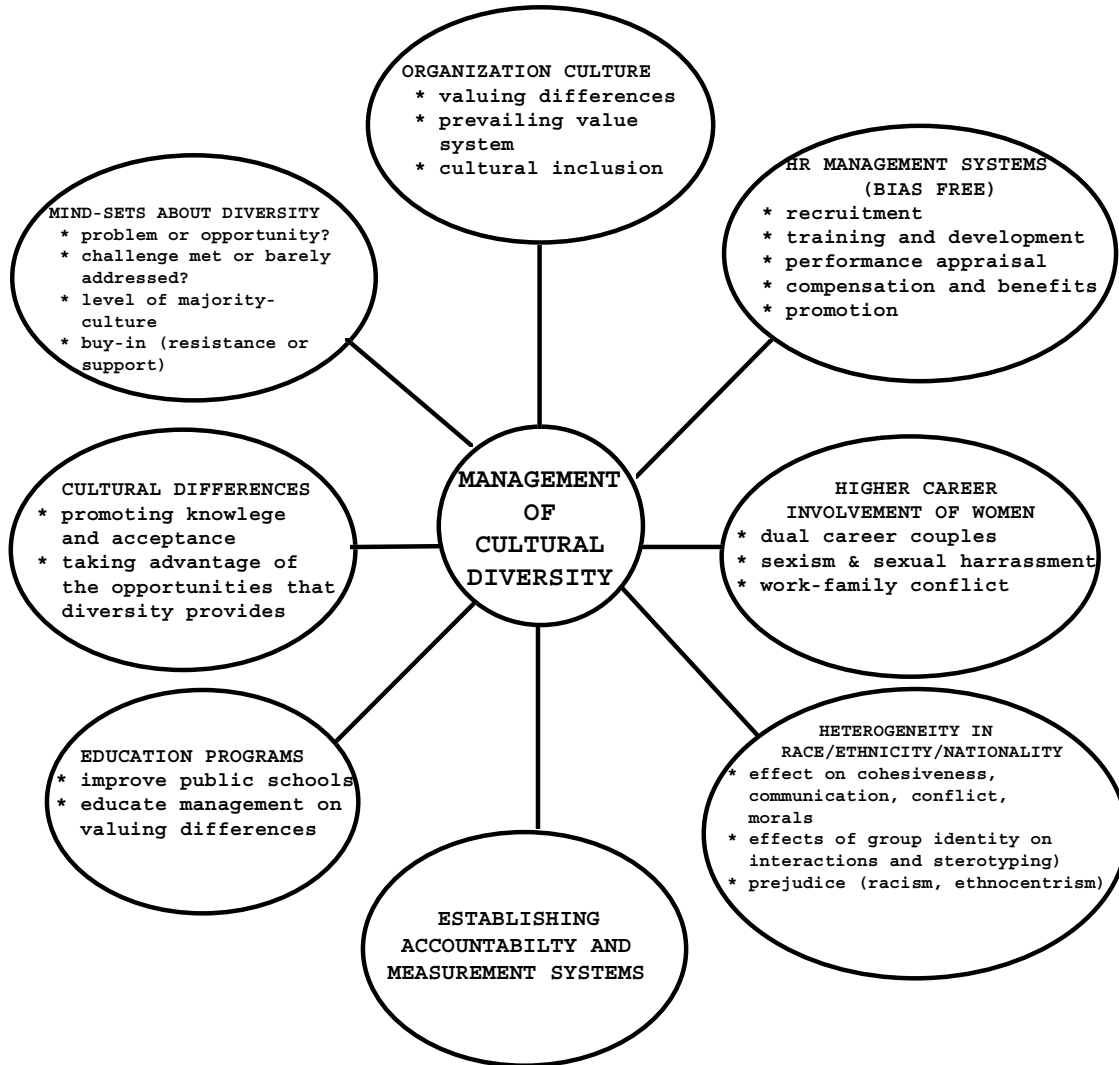 ORGANIZATION CULTURE
* valuing differences
* prevailing value
system
* cultural inclusion
HR MANAGEMENT SYSTEMS
(BIAS FREE)
* recruitment
* training and development
* performance appraisal
* compensation and benefits
* promotion
MIND-SETS ABOUT DIVERSITY
* problem or opportunity?
* challenge met or barely
addressed?
* level of majority-
culture
* buy-in (resistance or
support)
MANAGEMENT
OF
CULTURAL
DIVERSITY
CULTURAL DIFFERENCES
* promoting knowlege
and acceptance
* taking advantage of
the opportunities that
diversity provides
HIGHER CAREER
INVOLVEMENT OF WOMEN
* dual career couples
* sexism & sexual harrassment
* work-family conflict
EDUCATION PROGRAMS
* improve public schools
* educate management on
valuing differences
HETEROGENEITY IN
RACE/ETHNICITY/NATIONALITY
* effect on cohesiveness,
communication, conflict,
morals
* effects of group identity on
interactions and sterotyping)
* prejudice (racism, ethnocentrism)
ESTABLISHING
ACCOUNTABILTY AND
MEASUREMENT SYSTEMS